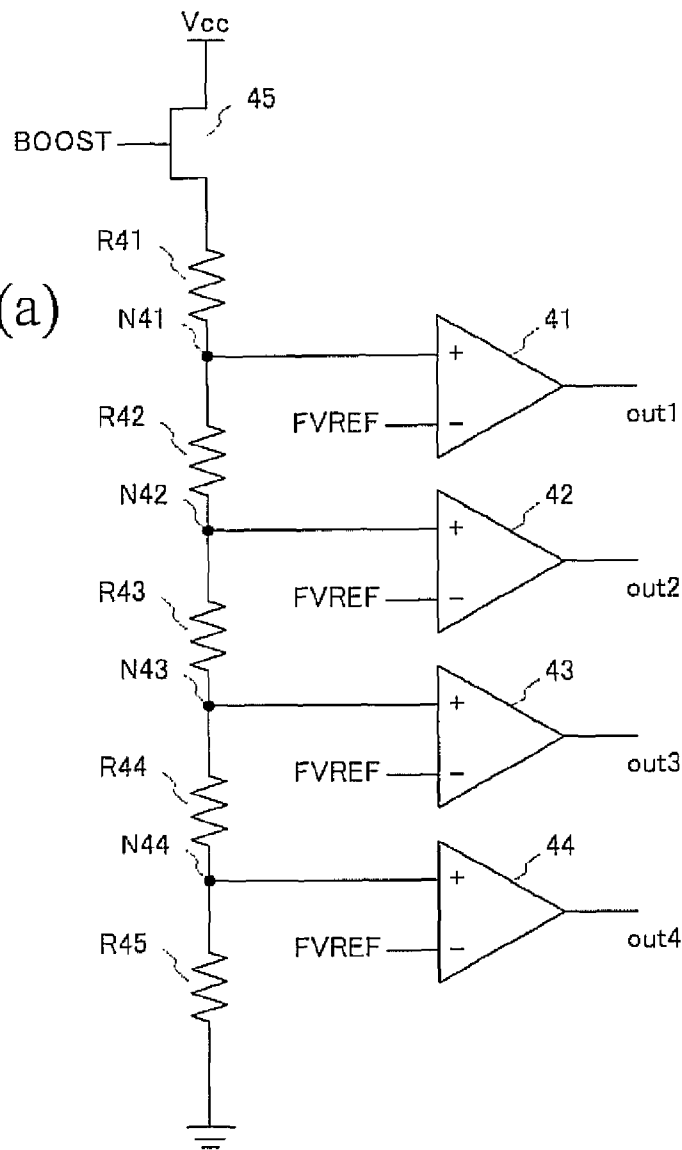 Vcc
45
BOOST
R41
(a)
N41
41
+
FVREF
−
out1
R42
N42
42
+
FVREF
−
out2
R43
N43
43
+
FVREF
−
out3
R44
N44
44
+
FVREF
−
out4
R45